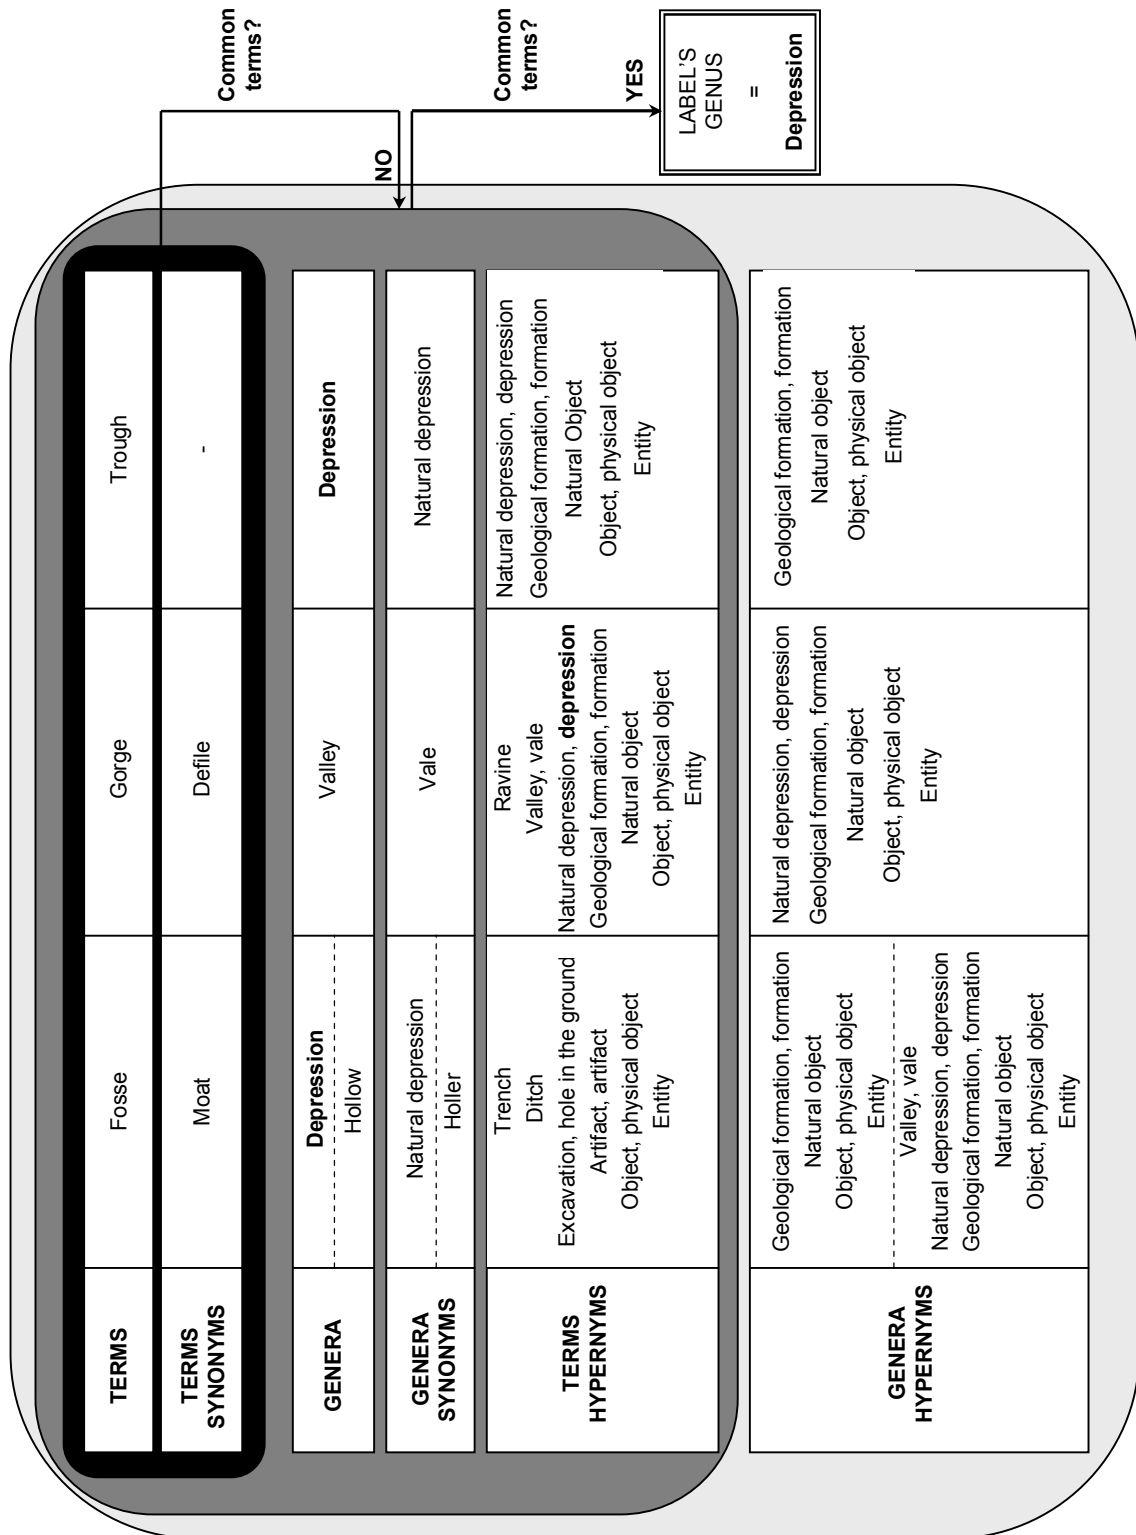 TERMS
Fosse
Gorge
Trough
TERMS
SYNONYMS
Moat
Defile
-
GENERA
Depression
Hollow
Valley
Depression
GENERA
SYNONYMS
Natural depression
Holler
Vale
Natural depression
TERMS
HYPERNYMS
Trench
Ditch
Excavation, hole in the ground
Artifact, artifact
Object, physical object
Entity
Ravine
Valley, vale
Natural depression, depression
Geological formation, formation
Natural object
Object, physical object
Entity
Natural depression, depression
Geological formation, formation
Natural Object
Object, physical object
Entity
GENERA
HYPERNYMS
Geological formation, formation
Natural object
Object, physical object
Entity
Valley, vale
Natural depression, depression
Geological formation, formation
Natural object
Object, physical object
Entity
Natural depression, depression
Geological formation, formation
Natural object
Object, physical object
Entity
Geological formation, formation
Natural object
Object, physical object
Entity
Common
terms?
NO
Common
terms?
YES
LABEL'S
GENUS
=
Depression